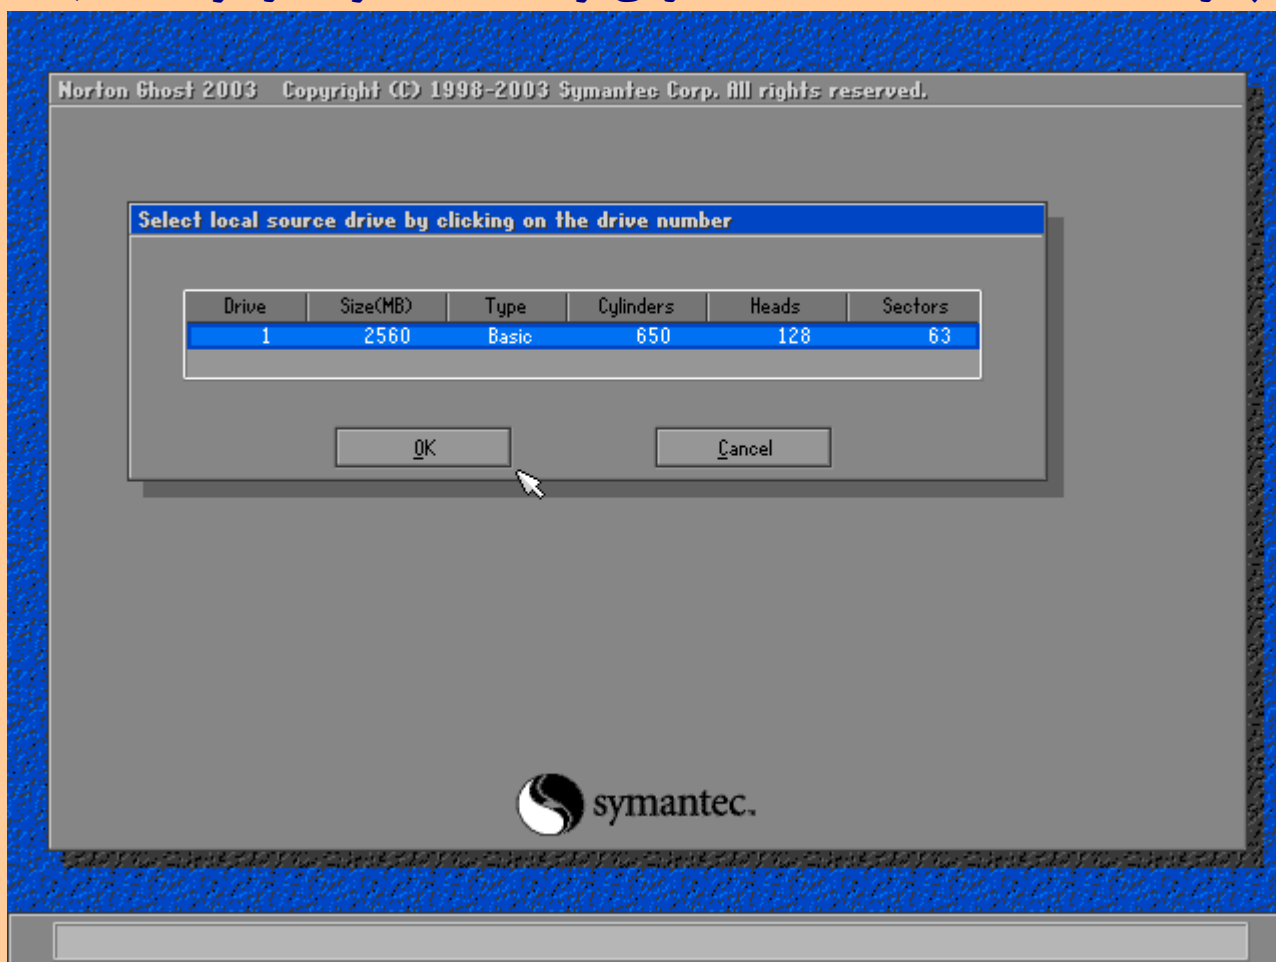 Norton Ghost 2003 Copyright (C) 1998-2003 Symantec Corp. All rights reserved.
Select local source drive by clicking on the drive number
Drive Size(MB) Type Cylinders Heads Sectors
1 2560 Basic 650 128 63
OK Cancel
symantec.